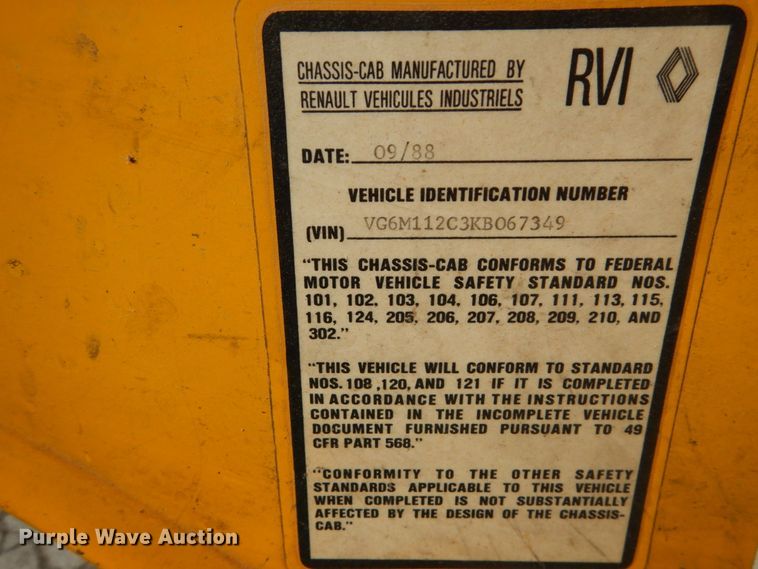 CHASSIS-CAB MANUFACTURED BY
RENAULT VEHICULES INDUSTRIELS
RVI
DATE: 09/88
VEHICLE IDENTIFICATION NUMBER
(VIN) VG6M112C3KB067349
"THIS CHASSIS-CAB CONFORMS TO FEDERAL
MOTOR VEHICLE SAFETY STANDARD NOS.
101, 102, 103, 104, 106, 107, 111, 113, 115,
116, 124, 205, 206, 207, 208, 209, 210, AND
302."
"THIS VEHICLE WILL CONFORM TO STANDARD
NOS. 108 ,120, AND 121 IF IT IS COMPLETED
IN ACCORDANCE WITH THE INSTRUCTIONS
CONTAINED IN THE INCOMPLETE VEHICLE
DOCUMENT FURNISHED PURSUANT TO 49
CFR PART 568."
"CONFORMITY TO THE OTHER SAFETY
STANDARDS APPLICABLE TO THIS VEHICLE
WHEN COMPLETED IS NOT SUBSTANTIALLY
AFFECTED BY THE DESIGN OF THE CHASSIS-
CAB."
Purple Wave Auction